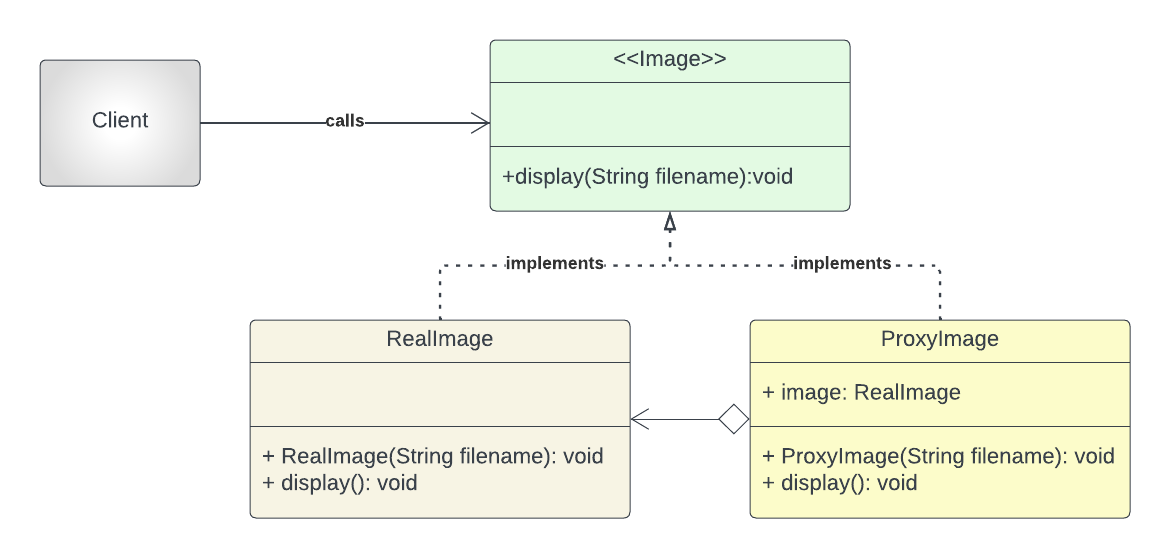 <<Image>>
Client
calls
+display(String filename):void
implements
implements
RealImage
ProxyImage
+ image: RealImage
+ RealImage(String filename): void
+ display(): void
+ ProxyImage(String filename): void
+ display(): void